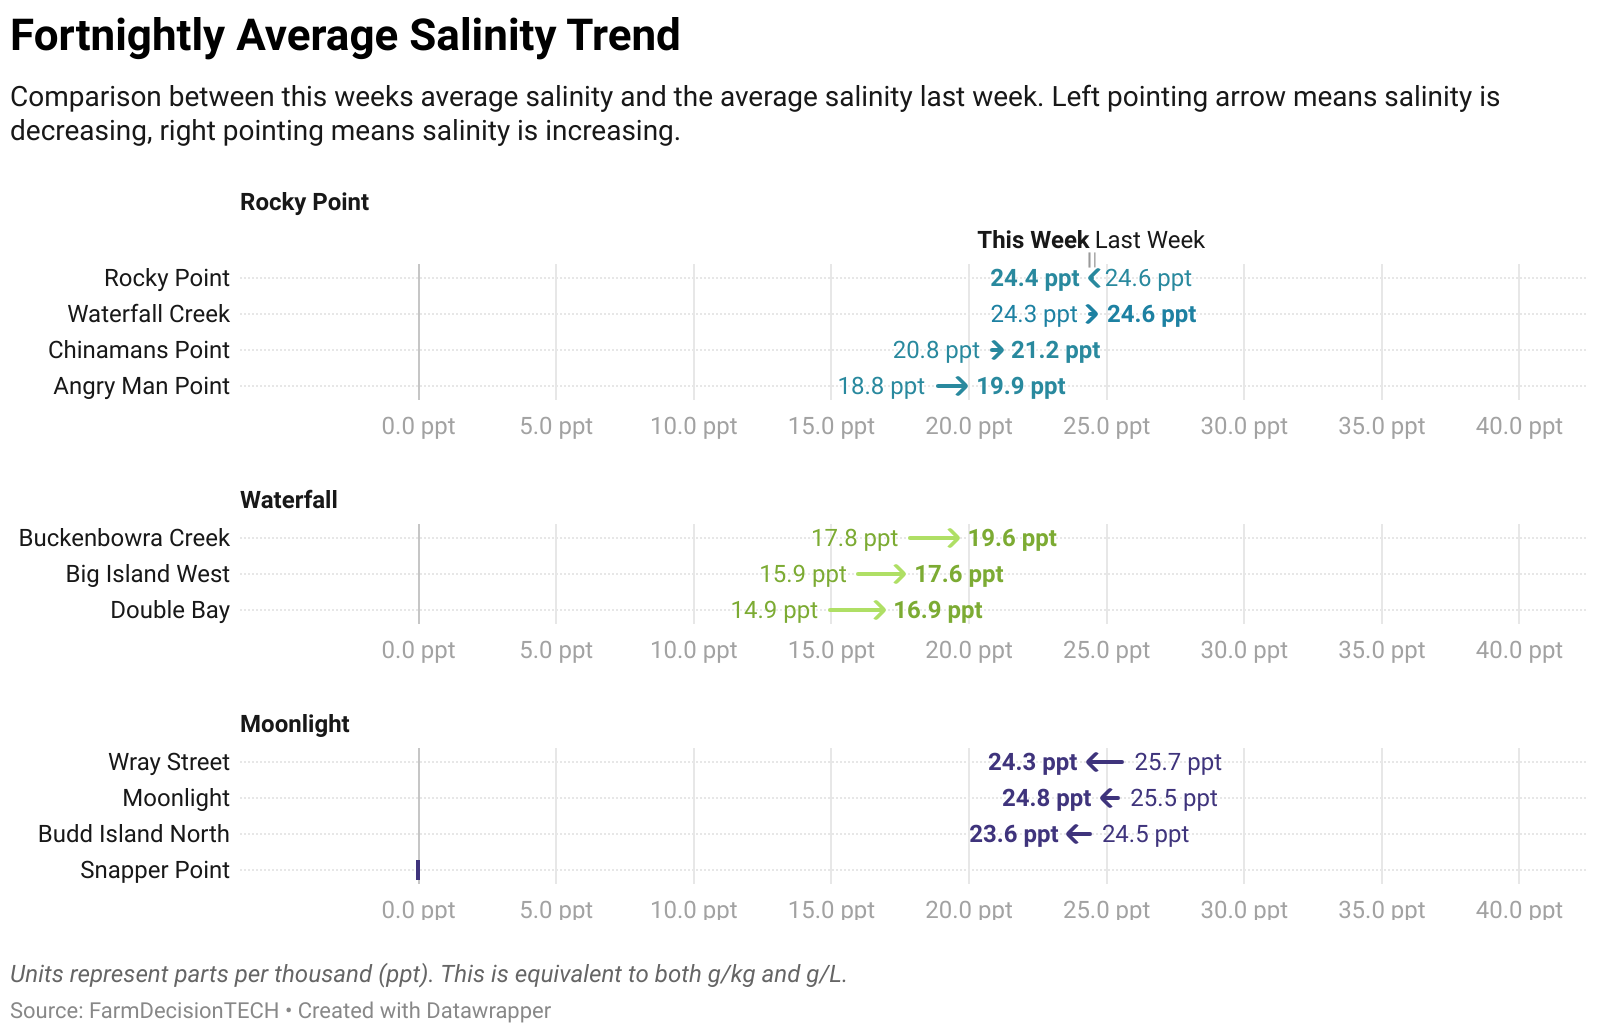 Fortnightly Average Salinity Trend
Comparison between this weeks average salinity and the average salinity last week. Left pointing arrow means salinity is
decreasing, right pointing means salinity is increasing.
Rocky Point
This Week Last Week
Rocky Point 24.4 ppt 24.6 ppt
Waterfall Creek 24.3 ppt 24.6 ppt
Chinamans Point 20.8 ppt 21.2 ppt
Angry Man Point 18.8 ppt 19.9 ppt
0.0 ppt 5.0 ppt 10.0 ppt 15.0 ppt 20.0 ppt 25.0 ppt 30.0 ppt 35.0 ppt 40.0 ppt
Waterfall
Buckenbowra Creek 17.8 ppt 19.6 ppt
Big Island West 15.9 ppt 17.6 ppt
Double Bay 14.9 ppt 16.9 ppt
0.0 ppt 5.0 ppt 10.0 ppt 15.0 ppt 20.0 ppt 25.0 ppt 30.0 ppt 35.0 ppt 40.0 ppt
Moonlight
Wray Street 24.3 ppt 25.7 ppt
Moonlight 24.8 ppt 25.5 ppt
Budd Island North 23.6 ppt 24.5 ppt
Snapper Point
0.0 ppt 5.0 ppt 10.0 ppt 15.0 ppt 20.0 ppt 25.0 ppt 30.0 ppt 35.0 ppt 40.0 ppt
Units represent parts per thousand (ppt). This is equivalent to both g/kg and g/L.
Source: FarmDecisionTECH • Created with Datawrapper